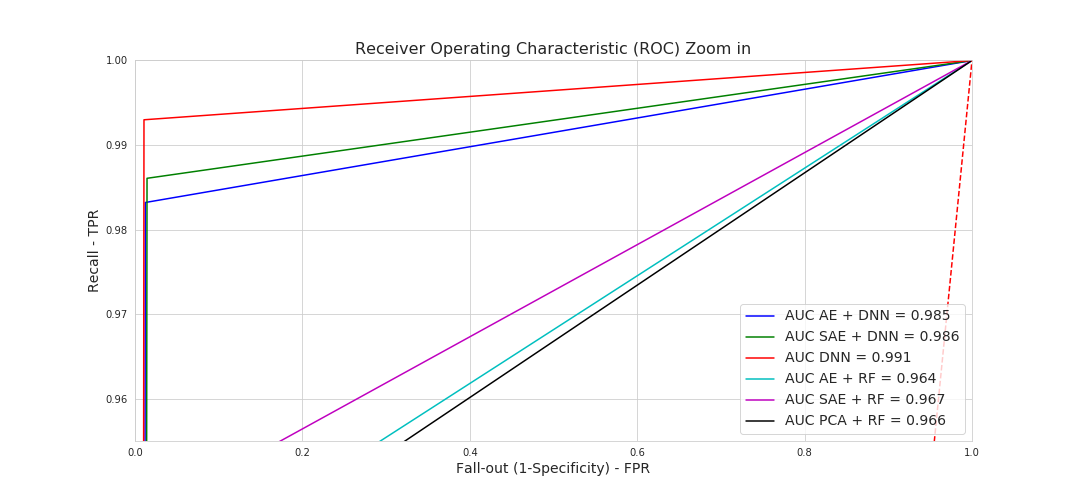 Receiver Operating Characteristic (ROC) Zoom in
1.00
0.99
0.98
0.97
0.96
Recall - TPR
0.0
0.2
0.4
0.6
0.8
1.0
Fall-out (1-Specificity) - FPR
AUC AE + DNN = 0.985
AUC SAE + DNN = 0.986
AUC DNN = 0.991
AUC AE + RF = 0.964
AUC SAE + RF = 0.967
AUC PCA + RF = 0.966